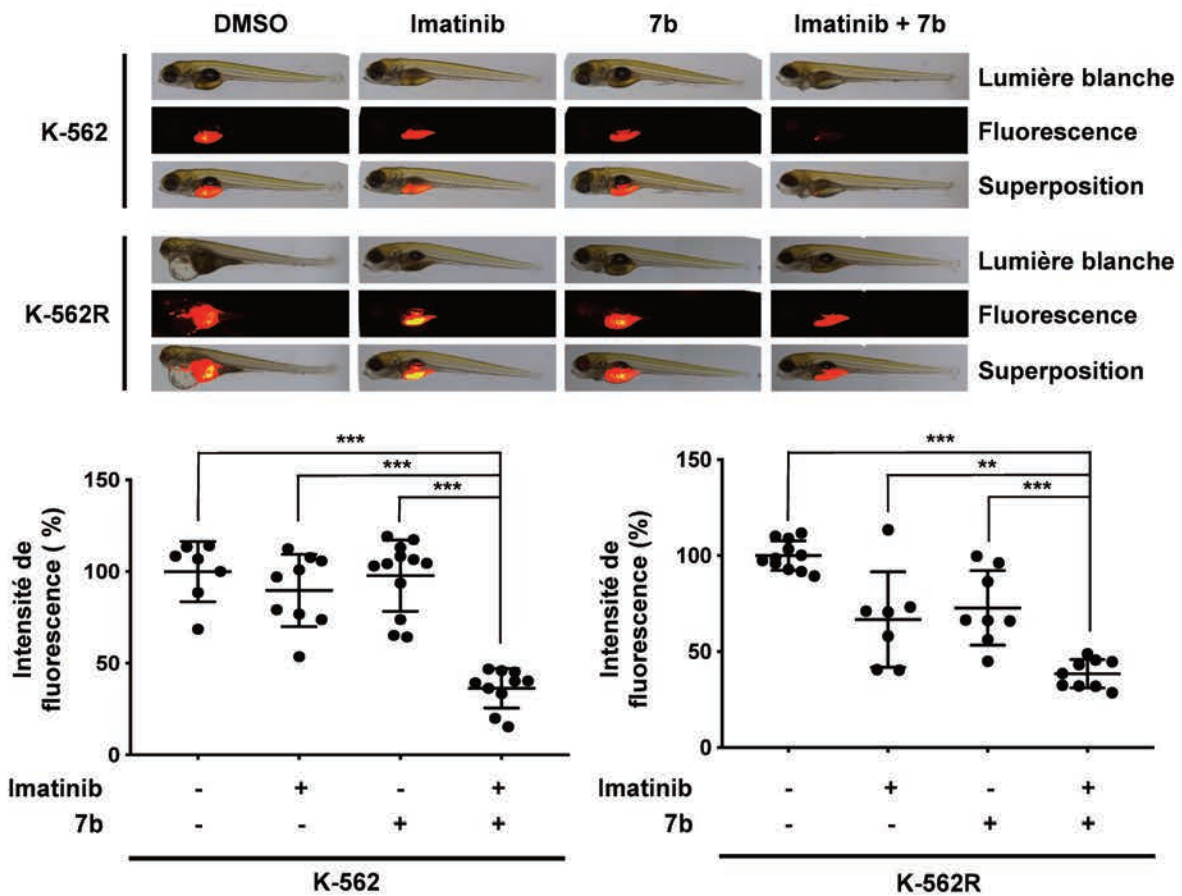 DMSO Imatinib 7b Imatinib + 7b
K-562
Lumière blanche
Fluorescence
Superposition
K-562R
Lumière blanche
Fluorescence
Superposition
Intensité de
fluorescence ( %)
150
100
50
0
***
***
***
Imatinib - + - +
7b - - + +
K-562
Intensité de
fluorescence (%)
150
100
50
0
***
**
***
Imatinib - + - +
7b - - + +
K-562R